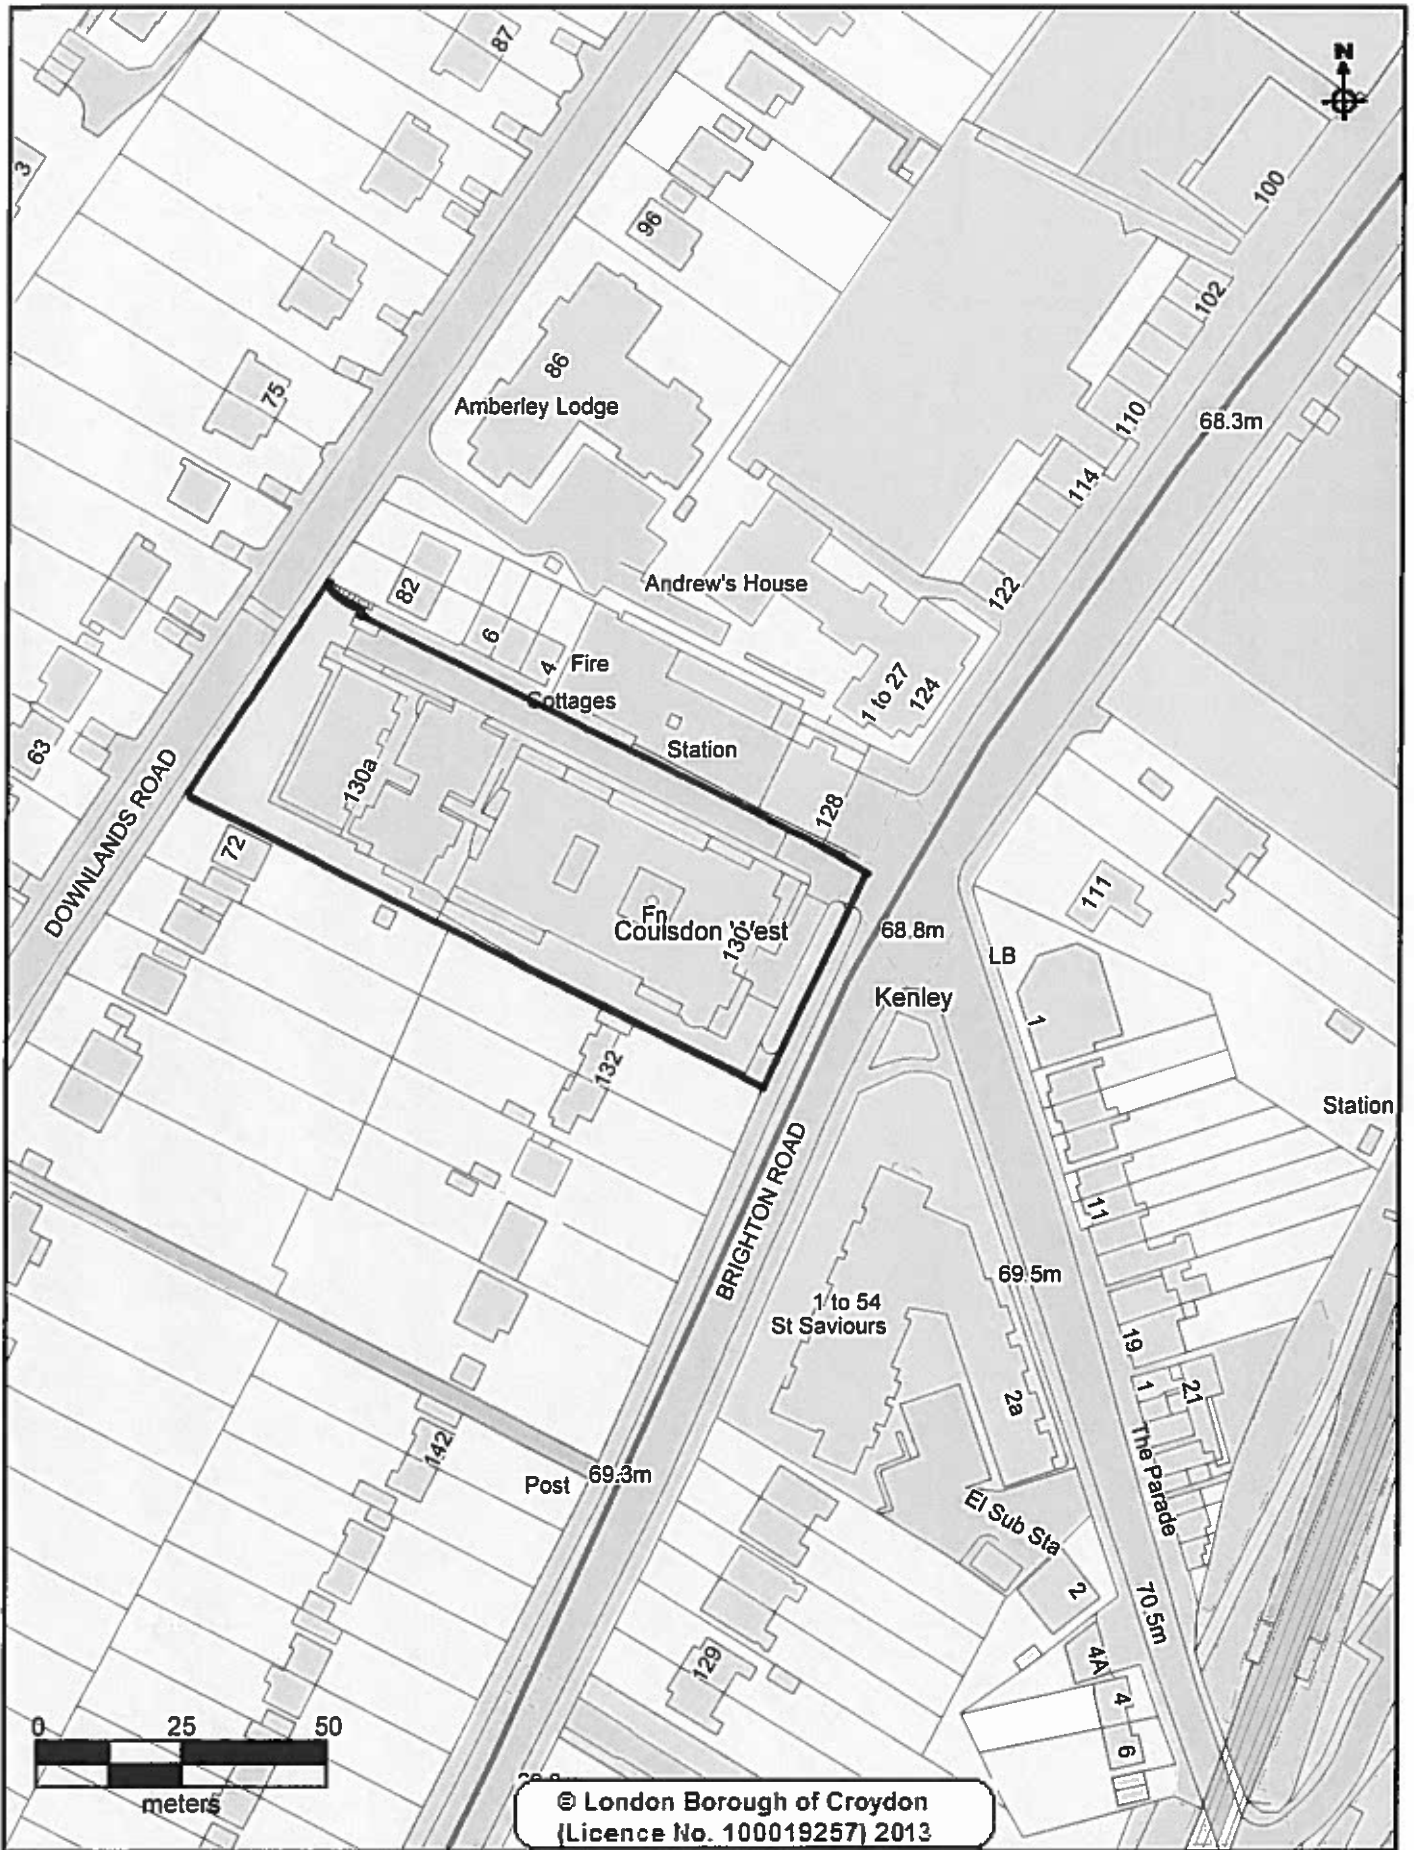 87
N
3
100
96
102
86
Amberley Lodge
75
110
68.3m
114
Andrew's House
82
122
6
4
Fire
Cottages
1 to 27
124
63
Station
130a
128
DOWNLANDS ROAD
72
111
Fn
Coulsdon West
130
68.8m
LB
Kenley
1
132
Station
BRIGHTON ROAD
11
69.5m
1 to 54
St Saviours
19
1
21
2a
The Parade
142
Post
69.3m
El Sub Sta
2
70.5m
129
4A
4
6
0 25 50
meters
© London Borough of Croydon
(Licence No. 100019257) 2013